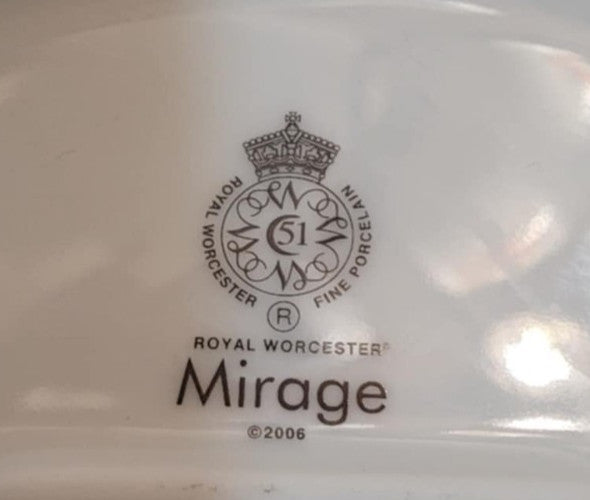 ROYAL WORCESTER
FINE PORCELAIN
51
R
ROYAL WORCESTER®
Mirage
©2006